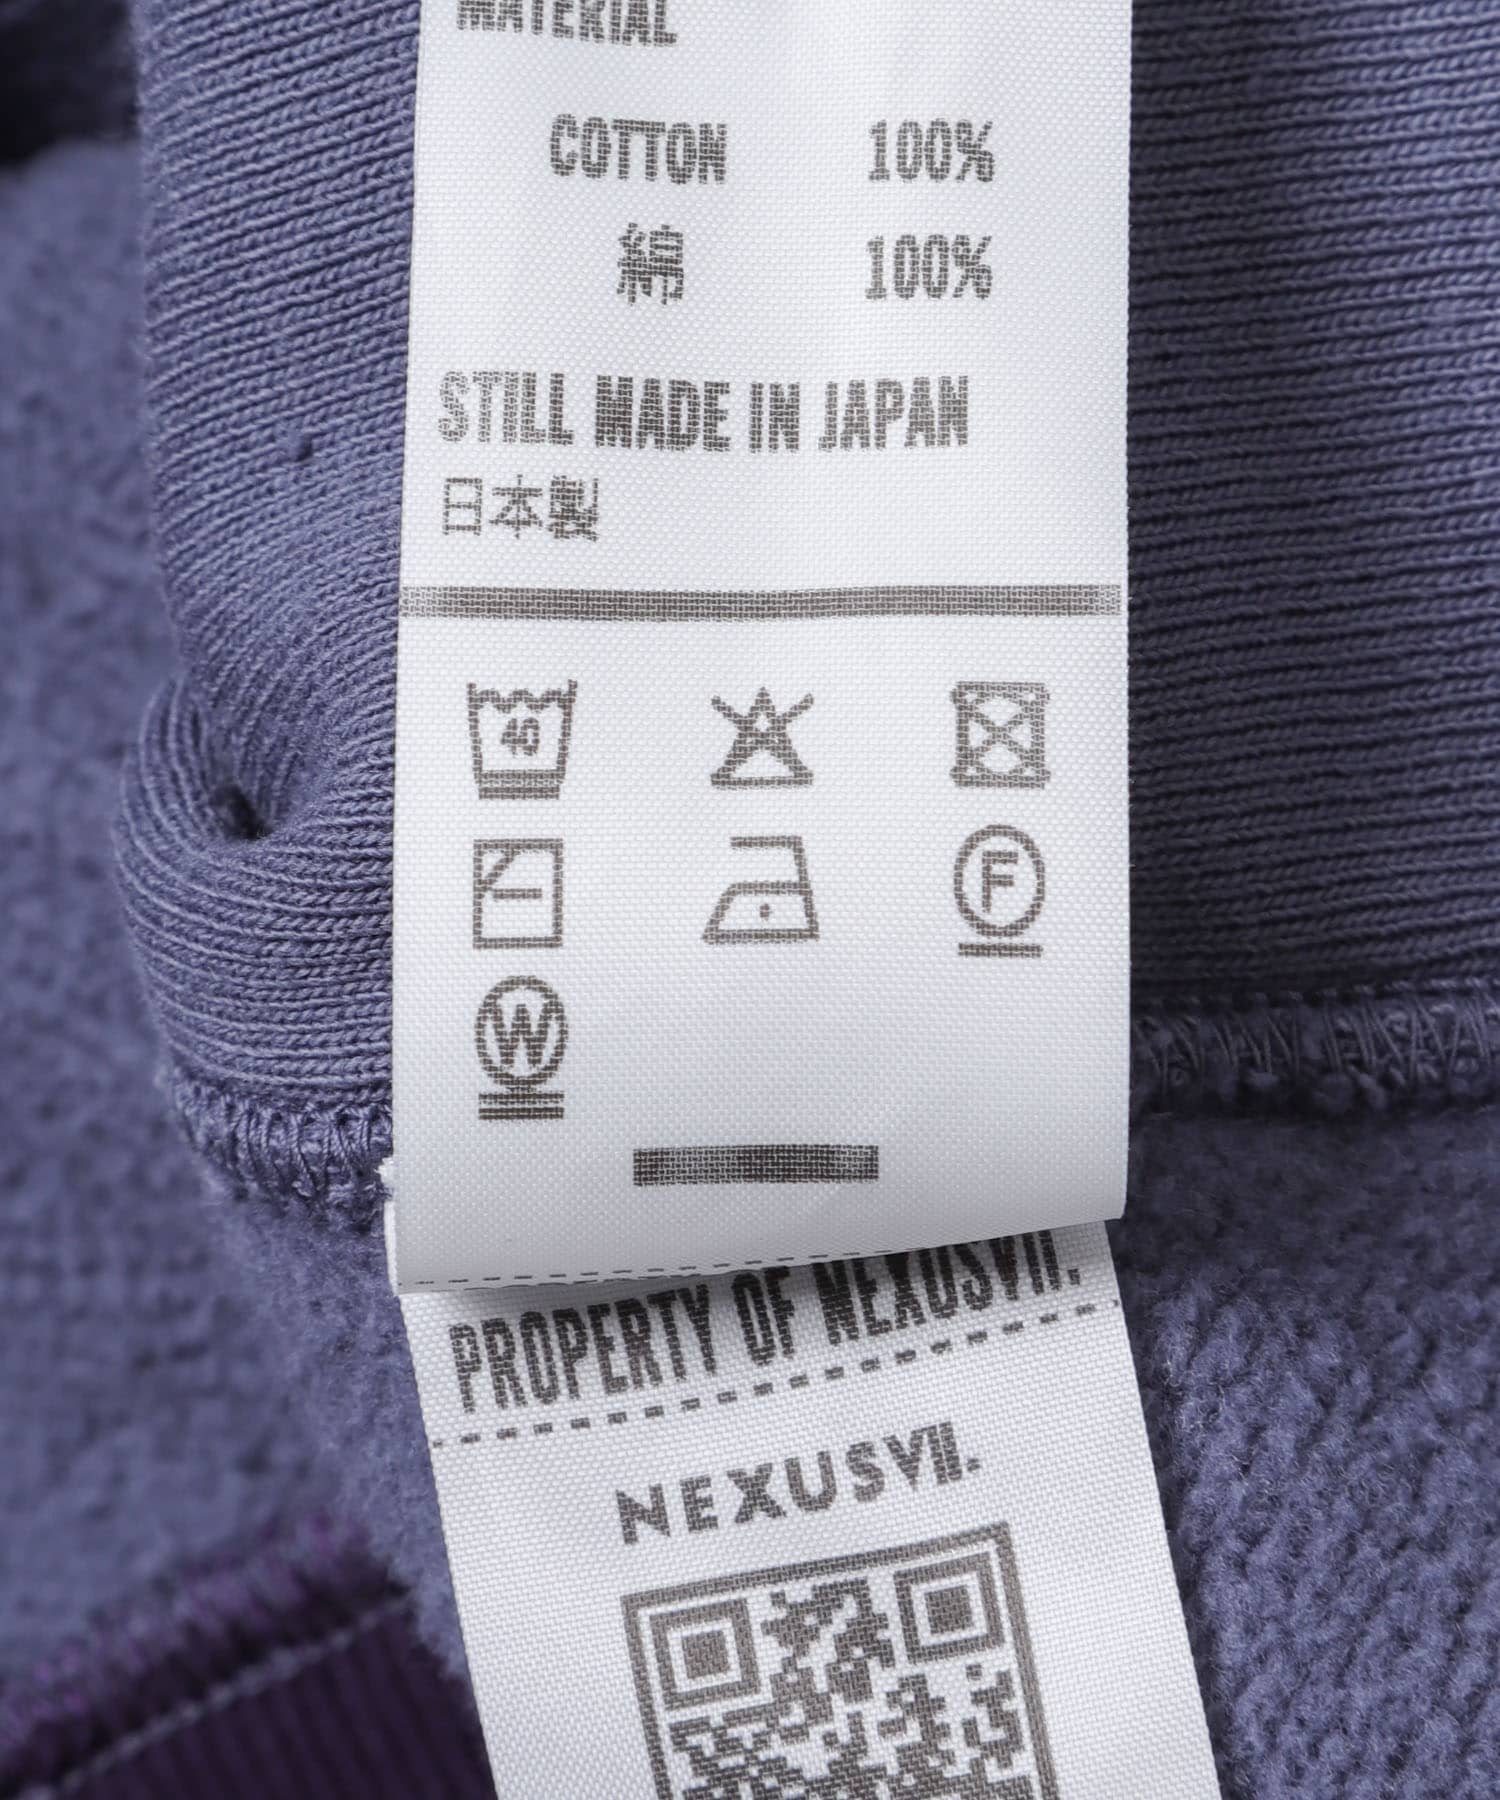 MATERIAL
COTTON 100%
綿 100%
STILL MADE IN JAPAN
日本製
40
F
W
PROPERTY OF NEXUSVII.
NEXUSVII.